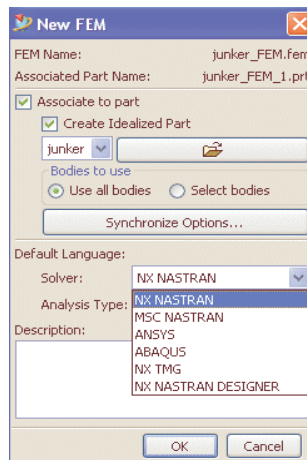 New FEM
FEM Name: junker_FEM.fem
Associated Part Name: junker_FEM_1.prt
Associate to part
Create Idealized Part
junker
Bodies to use
Use all bodies Select bodies
Synchronize Options...
Default Language:
Solver: NX NASTRAN
Analysis Type: NX NASTRAN
MSC NASTRAN
Description: ANSYS
ABAQUS
NX TMG
NX NASTRAN DESIGNER
OK Cancel